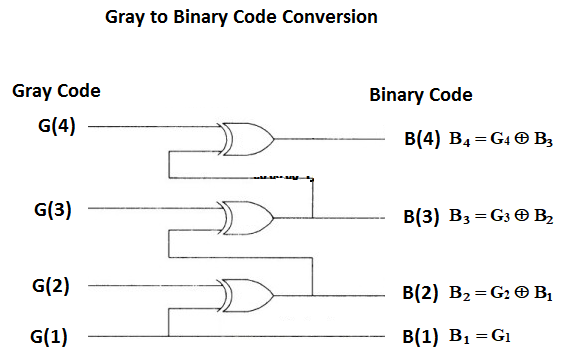 Gray to Binary Code Conversion
Gray Code
Binary Code
G(4)
B(4) B₄ = G₄ ⊕ B₃
G(3)
B(3) B₃ = G₃ ⊕ B₂
G(2)
B(2) B₂ = G₂ ⊕ B₁
G(1)
B(1) B₁ = G₁